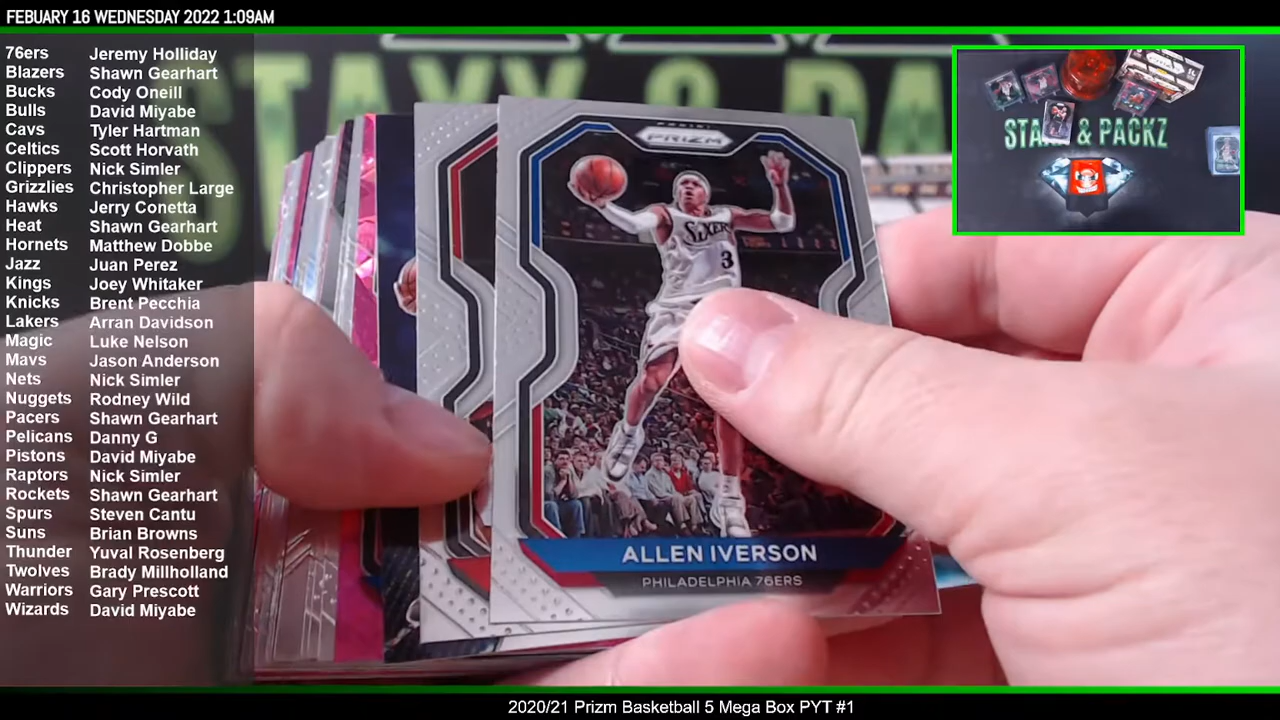 FEBUARY 16 WEDNESDAY 2022 1:09AM
76ers Jeremy Holliday
Blazers Shawn Gearhart
Bucks Cody Oneill
Bulls David Miyabe
Cavs Tyler Hartman
Celtics Scott Horvath
Clippers Nick Simler
Grizzlies Christopher Large
Hawks Jerry Conetta
Heat Shawn Gearhart
Hornets Matthew Dobbe
Jazz Juan Perez
Kings Joey Whitaker
Knicks Brent Pecchia
Lakers Arran Davidson
Magic Luke Nelson
Mavs Jason Anderson
Nets Nick Simler
Nuggets Rodney Wild
Pacers Shawn Gearhart
Pelicans Danny G
Pistons David Miyabe
Raptors Nick Simler
Rockets Shawn Gearhart
Spurs Steven Cantu
Suns Brian Browns
Thunder Yuval Rosenberg
Twolves Brady Millholland
Warriors Gary Prescott
Wizards David Miyabe
STAXX & PA
PANINI
PRIZM
SIXERS
3
ALLEN IVERSON
PHILADELPHIA 76ERS
& PACKZ
2020/21 Prizm Basketball 5 Mega Box PYT #1